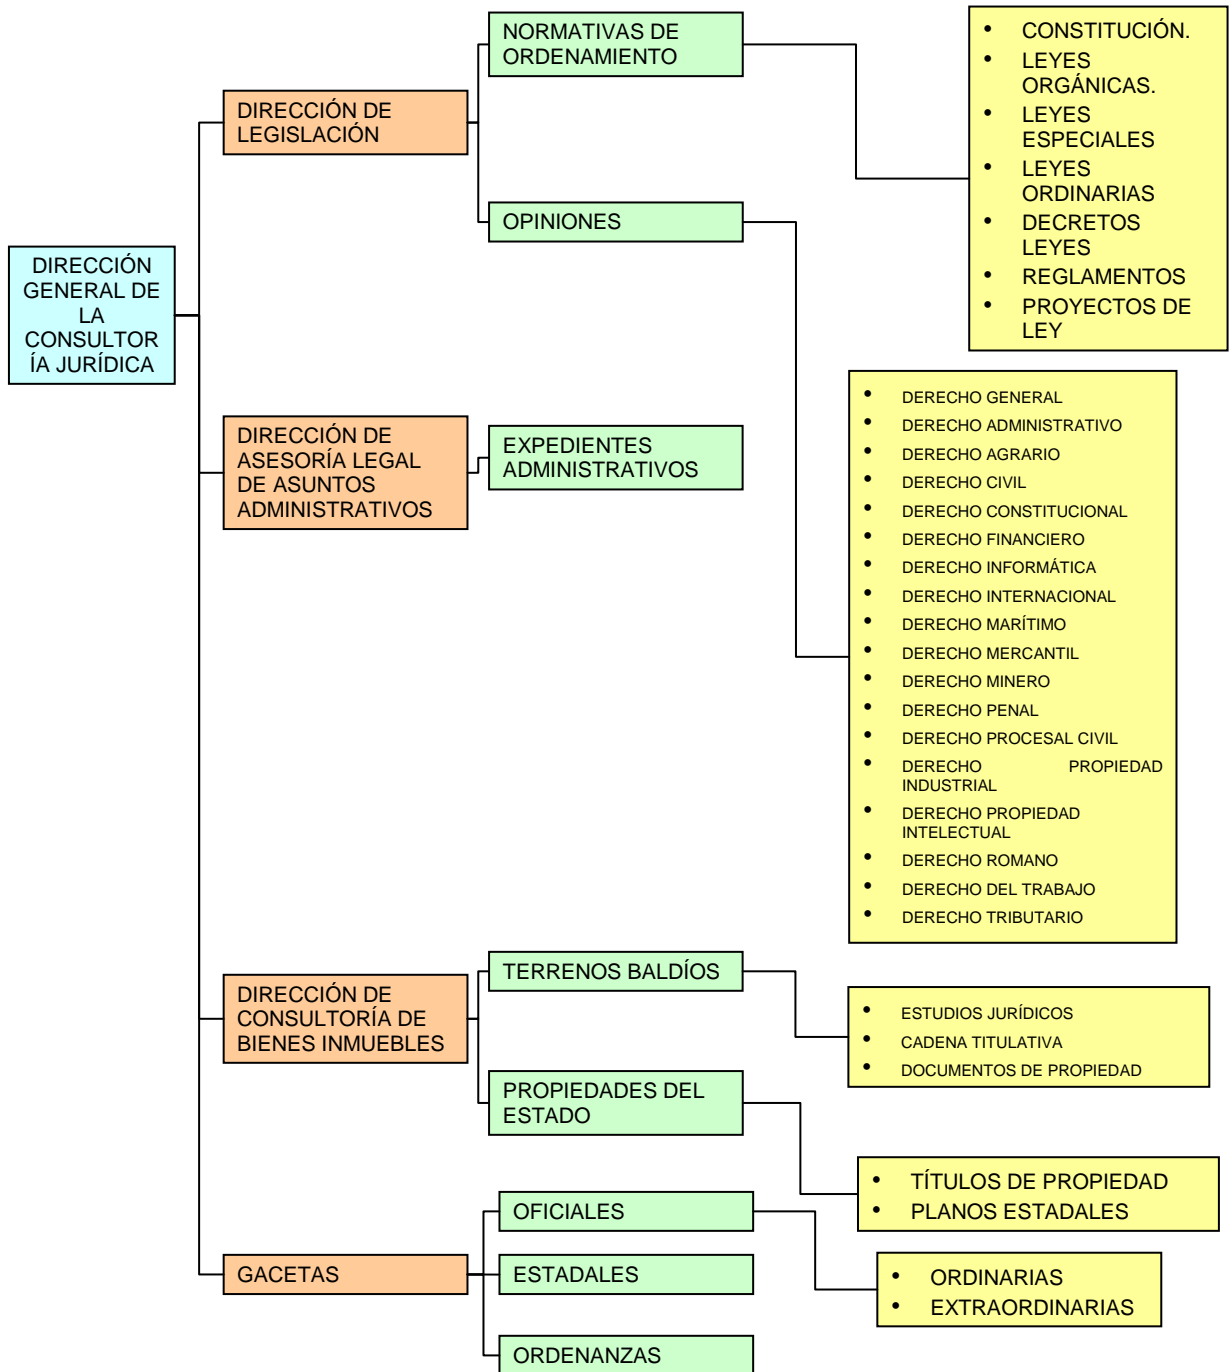 DIRECCIÓN
GENERAL DE
LA
CONSULTOR
ÍA JURÍDICA
DIRECCIÓN DE
LEGISLACIÓN
NORMATIVAS DE
ORDENAMIENTO
• CONSTITUCIÓN.
• LEYES
ORGÁNICAS.
• LEYES
ESPECIALES
• LEYES
ORDINARIAS
• DECRETOS
LEYES
• REGLAMENTOS
• PROYECTOS DE
LEY
OPINIONES
• DERECHO GENERAL
• DERECHO ADMINISTRATIVO
• DERECHO AGRARIO
• DERECHO CIVIL
• DERECHO CONSTITUCIONAL
• DERECHO FINANCIERO
• DERECHO INFORMÁTICA
• DERECHO INTERNACIONAL
• DERECHO MARÍTIMO
• DERECHO MERCANTIL
• DERECHO MINERO
• DERECHO PENAL
• DERECHO PROCESAL CIVIL
• DERECHO PROPIEDAD
INDUSTRIAL
• DERECHO PROPIEDAD
INTELECTUAL
• DERECHO ROMANO
• DERECHO DEL TRABAJO
• DERECHO TRIBUTARIO
DIRECCIÓN DE
ASESORÍA LEGAL
DE ASUNTOS
ADMINISTRATIVOS
EXPEDIENTES
ADMINISTRATIVOS
DIRECCIÓN DE
CONSULTORÍA DE
BIENES INMUEBLES
TERRENOS BALDÍOS
• ESTUDIOS JURÍDICOS
• CADENA TITULATIVA
• DOCUMENTOS DE PROPIEDAD
PROPIEDADES DEL
ESTADO
• TÍTULOS DE PROPIEDAD
• PLANOS ESTADALES
GACETAS
OFICIALES
• ORDINARIAS
• EXTRAORDINARIAS
ESTADALES
ORDENANZAS